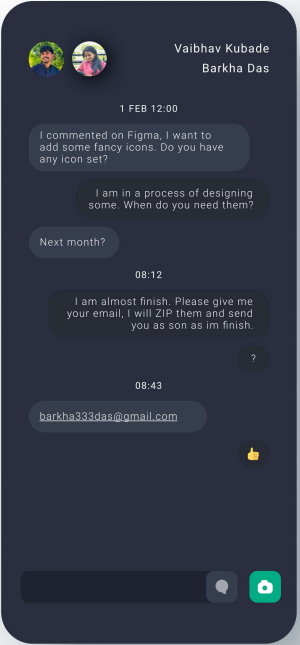 Vaibhav Kubade
Barkha Das
1 FEB 12:00
I commented on Figma, I want to
add some fancy icons. Do you have
any icon set?
I am in a process of designing
some. When do you need them?
Next month?
08:12
I am almost finish. Please give me
your email, I will ZIP them and send
you as son as im finish.
?
08:43
barkha333das@gmail.com